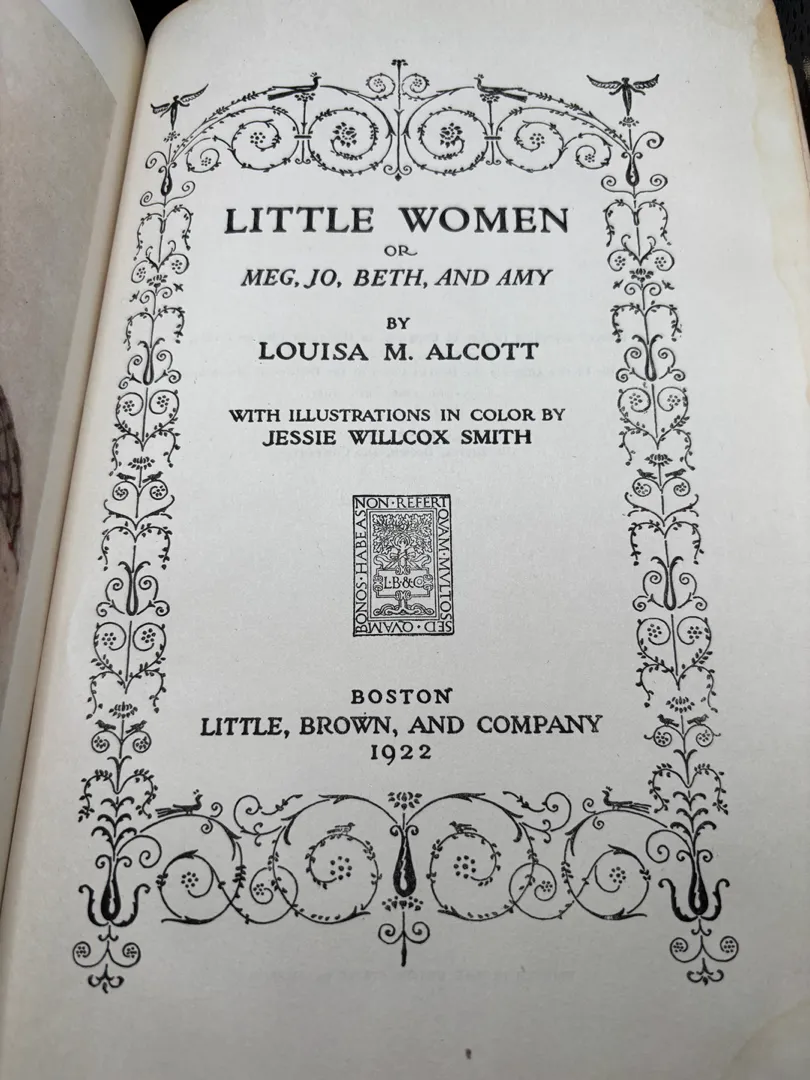 LITTLE WOMEN
OR
MEG, JO, BETH, AND AMY
BY
LOUISA M. ALCOTT
WITH ILLUSTRATIONS IN COLOR BY
JESSIE WILLCOX SMITH
NON·REFERT
QVAM·MVLTOS
SED·QVAM
BONOS·HABEAS
L·B·&·Co
BOSTON
LITTLE, BROWN, AND COMPANY
1922